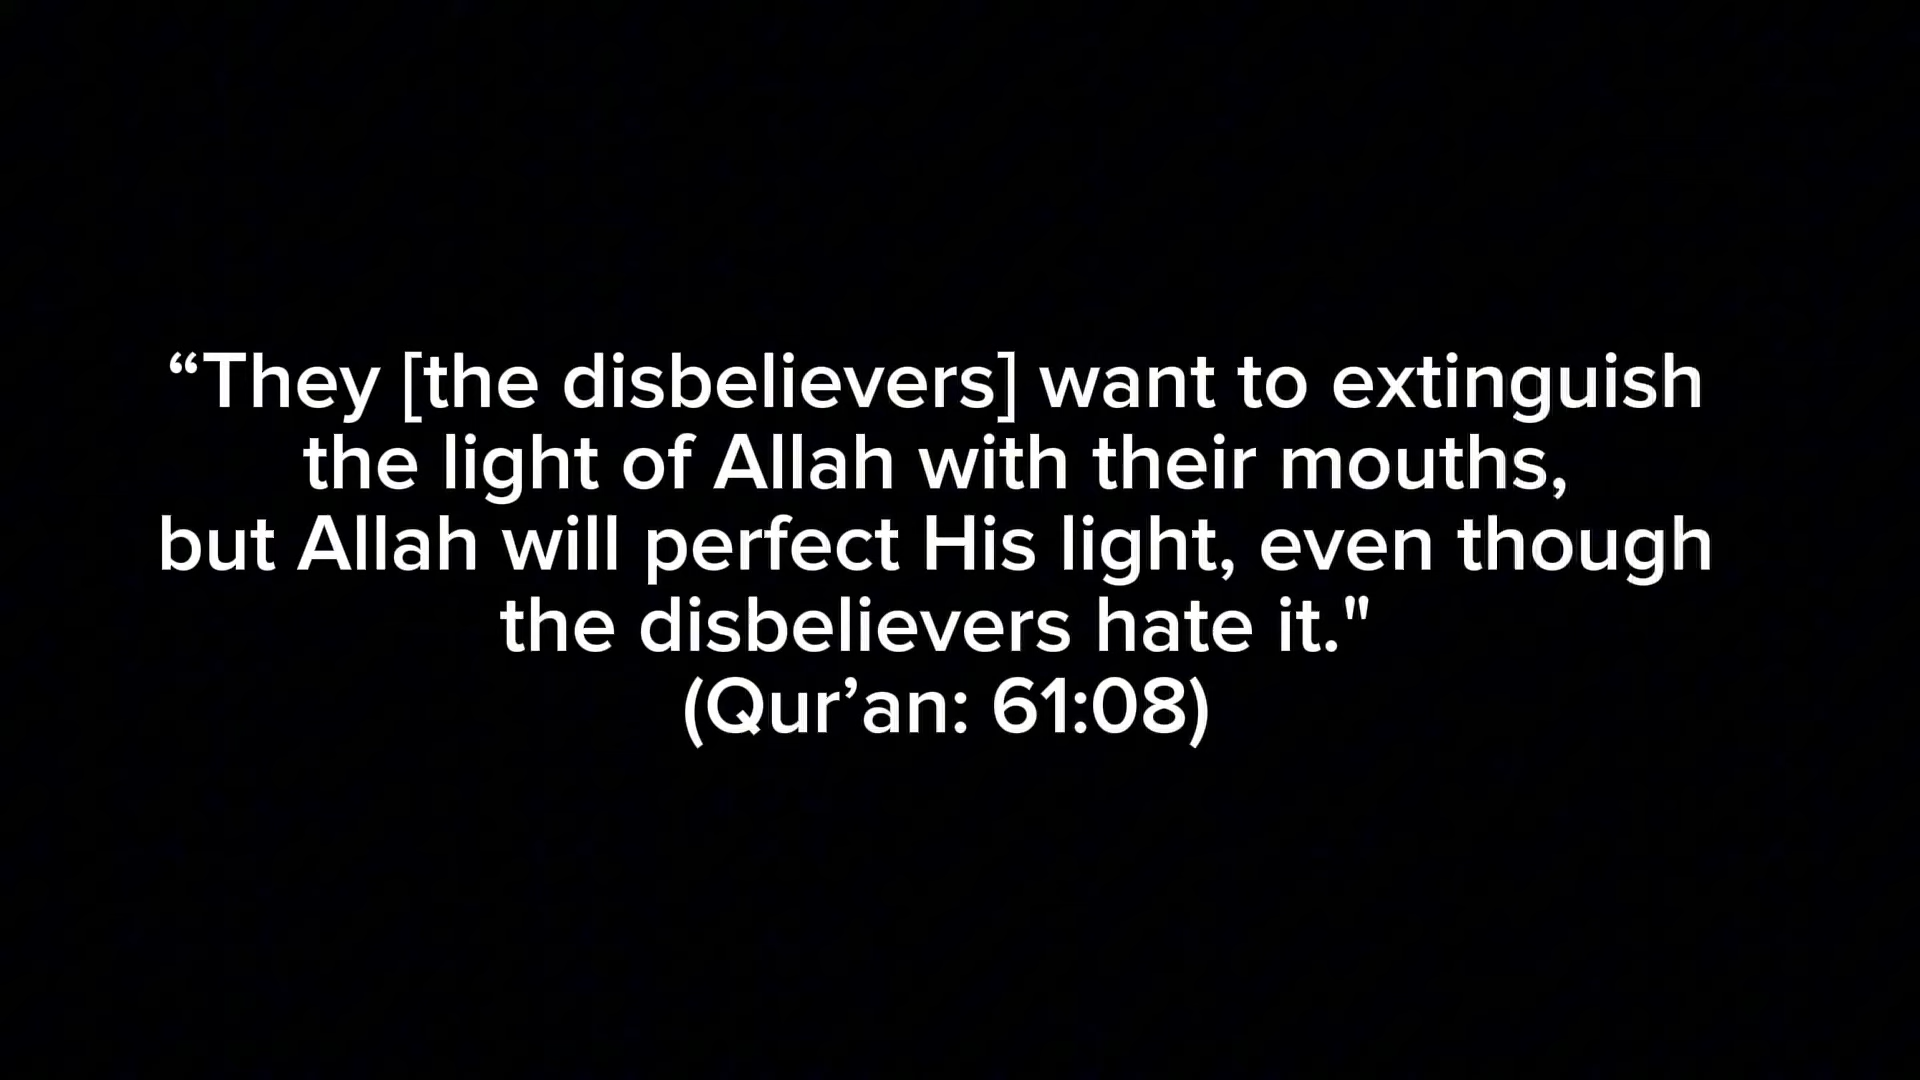 “They [the disbelievers] want to extinguish
the light of Allah with their mouths,
but Allah will perfect His light, even though
the disbelievers hate it."
(Qur’an: 61:08)